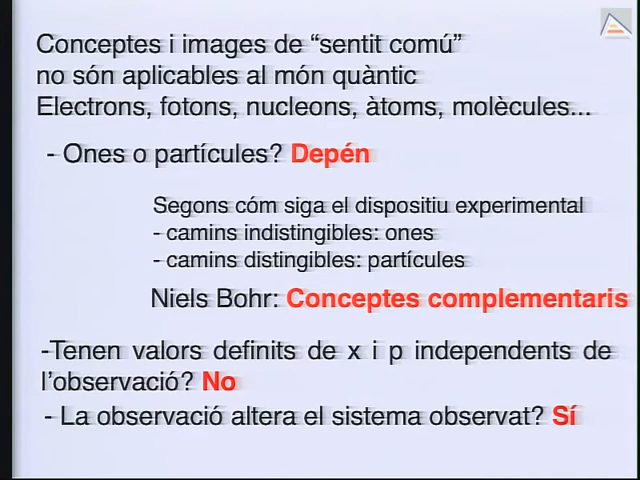 Conceptes i images de “sentit comú”
no són aplicables al món quàntic
Electrons, fotons, nucleons, àtoms, molècules...
- Ones o partícules? Depén
Segons cóm siga el dispositiu experimental
- camins indistingibles: ones
- camins distingibles: partícules
Niels Bohr: Conceptes complementaris
-Tenen valors definits de x i p independents de
l’observació? No
- La observació altera el sistema observat? Sí